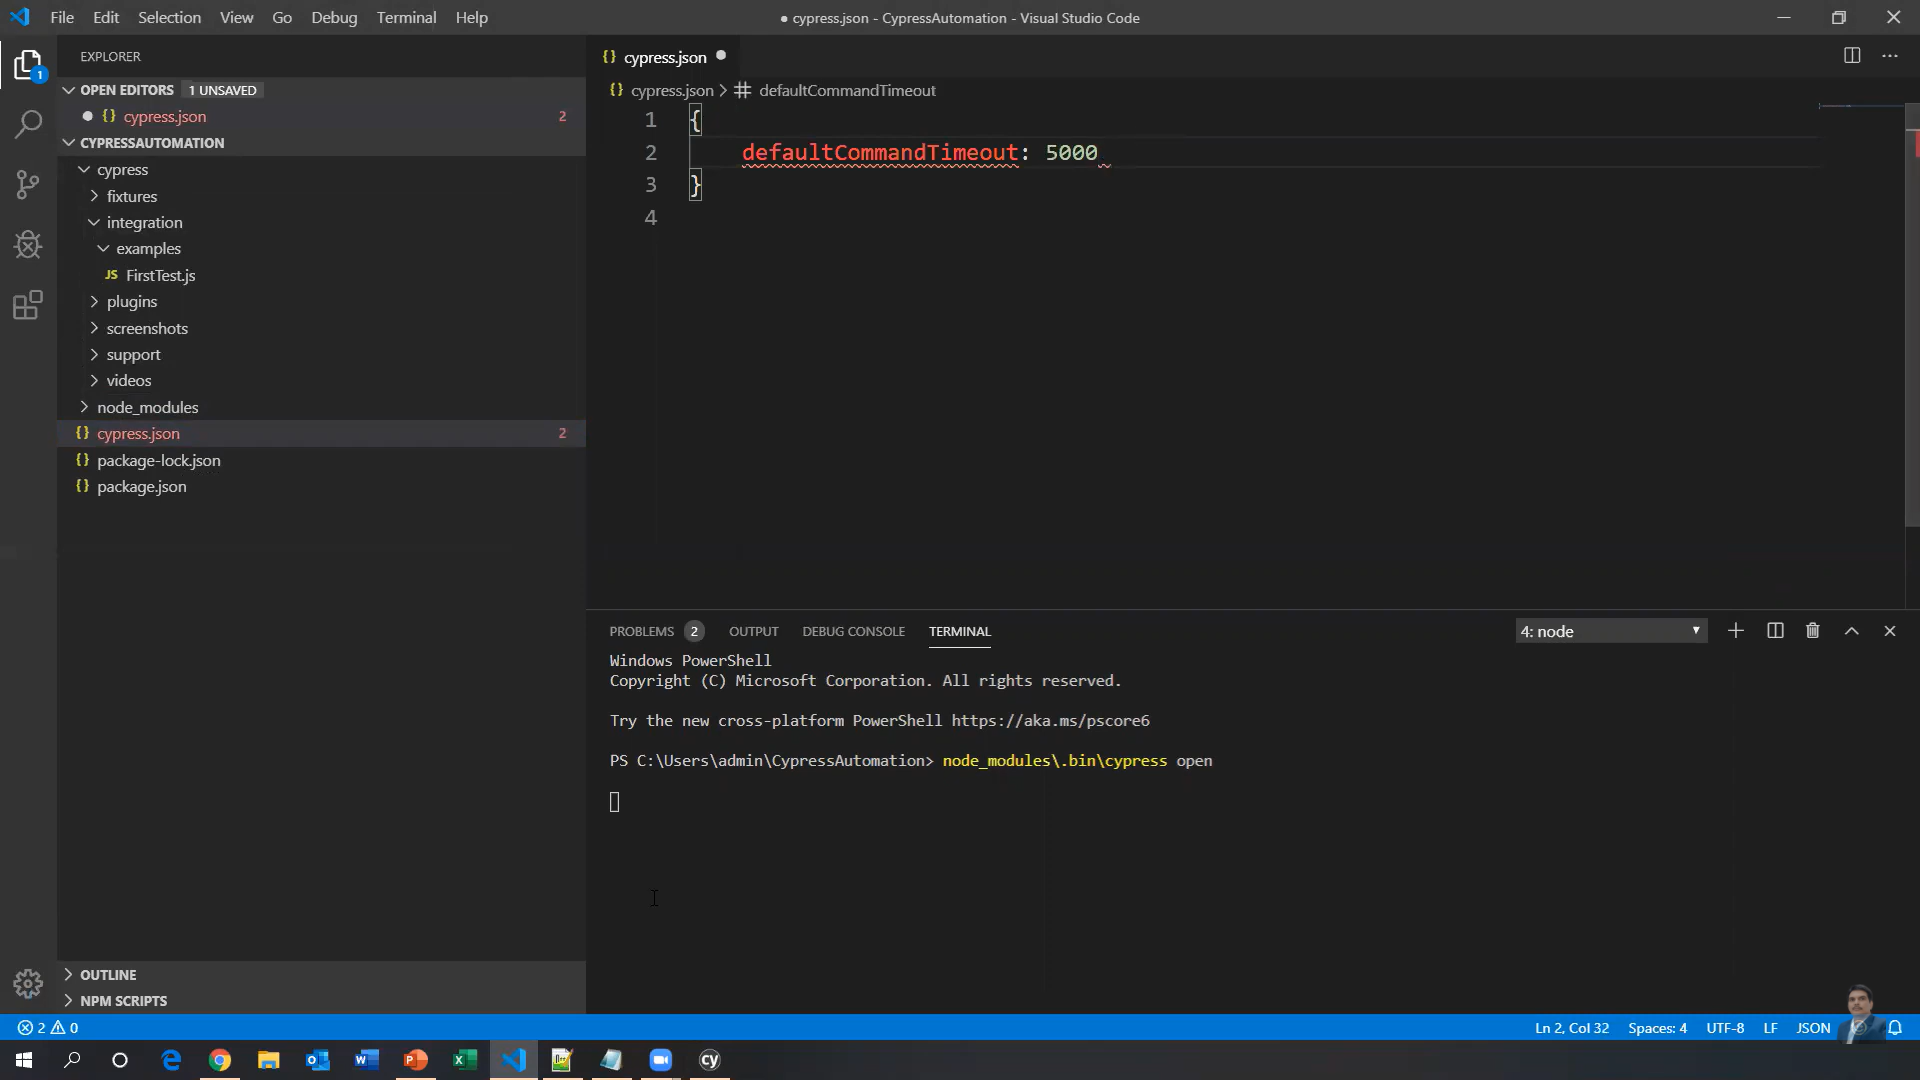 File Edit Selection View Go Debug Terminal Help
● cypress.json - CypressAutomation - Visual Studio Code
1
EXPLORER
OPEN EDITORS 1 UNSAVED
{} cypress.json 2
CYPRESSAUTOMATION
cypress
fixtures
integration
examples
JS FirstTest.js
plugins
screenshots
support
videos
node_modules
{} cypress.json 2
{} package-lock.json
{} package.json
OUTLINE
NPM SCRIPTS
{} cypress.json
{} cypress.json > # defaultCommandTimeout
1 {
2 defaultCommandTimeout: 5000
3 }
4
PROBLEMS 2 OUTPUT DEBUG CONSOLE TERMINAL
4: node
Windows PowerShell
Copyright (C) Microsoft Corporation. All rights reserved.
Try the new cross-platform PowerShell https://aka.ms/pscore6
PS C:\Users\admin\CypressAutomation> node_modules\.bin\cypress open
2 0
Ln 2, Col 32 Spaces: 4 UTF-8 LF JSON
cy